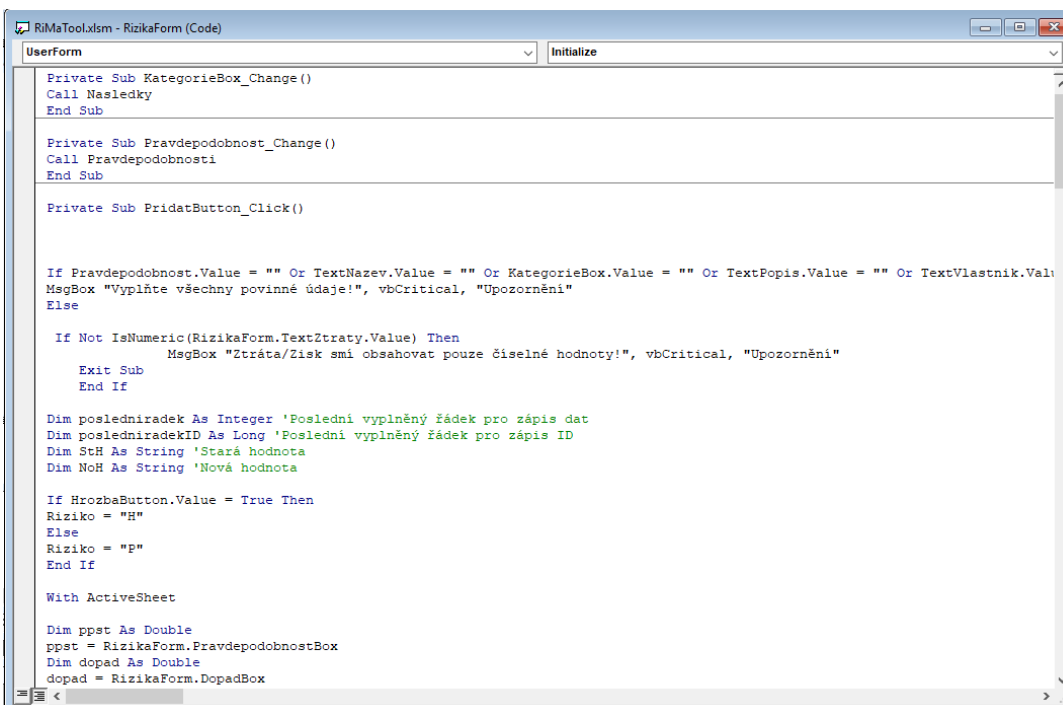 RiMaTool.xlsm - RizikaForm (Code)
UserForm Initialize
Private Sub KategorieBox_Change()
Call Nasledky
End Sub
Private Sub Pravdepodobnost_Change()
Call Pravdepodobnosti
End Sub
Private Sub PridatButton_Click()
If Pravdepodobnost.Value = "" Or TextNazev.Value = "" Or KategorieBox.Value = "" Or TextPopis.Value = "" Or TextVlastnik.Valu
MsgBox "Vyplňte všechny povinné údaje!", vbCritical, "Upozornění"
Else
If Not IsNumeric(RizikaForm.TextZtraty.Value) Then
MsgBox "Ztráta/Zisk smí obsahovat pouze číselné hodnoty!", vbCritical, "Upozornění"
Exit Sub
End If
Dim posledniradek As Integer 'Poslední vyplněný řádek pro zápis dat
Dim posledniradekID As Long 'Poslední vyplněný řádek pro zápis ID
Dim StH As String 'Stará hodnota
Dim NoH As String 'Nová hodnota
If HrozbaButton.Value = True Then
Riziko = "H"
Else
Riziko = "P"
End If
With ActiveSheet
Dim ppst As Double
ppst = RizikaForm.PravdepodobnostBox
Dim dopad As Double
dopad = RizikaForm.DopadBox